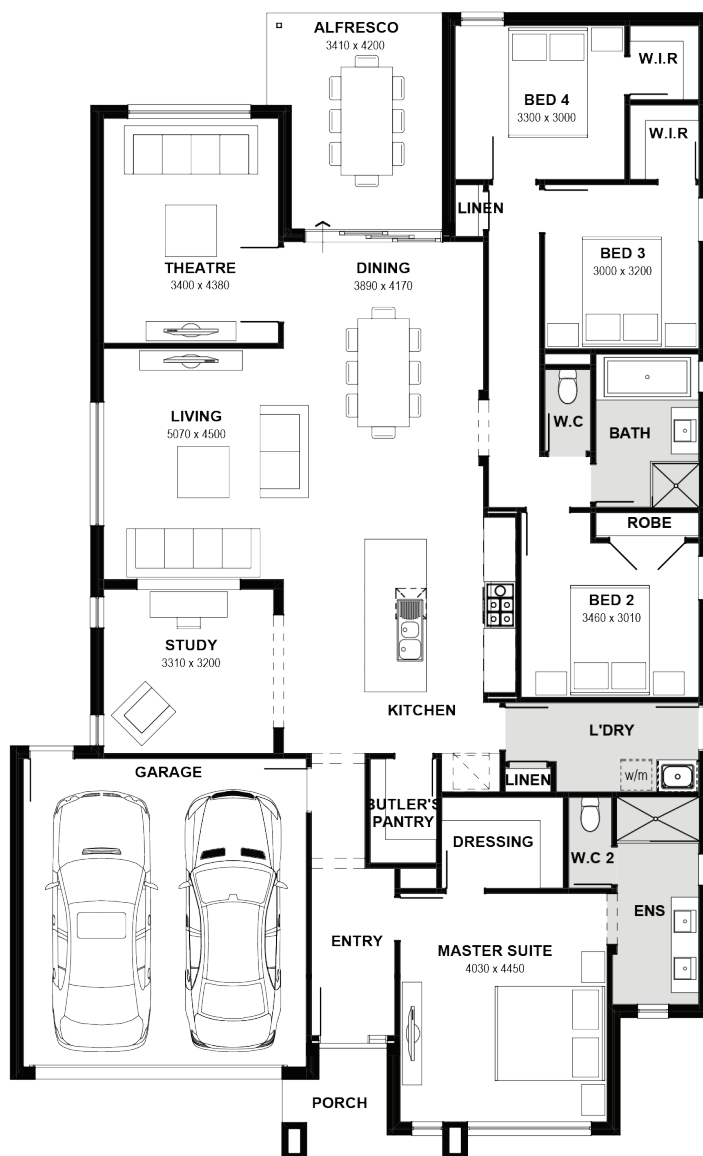 ALFRESCO
3410 x 4200
W.I.R
BED 4
3300 x 3000
W.I.R
LINEN
BED 3
3000 x 3200
THEATRE
3400 x 4380
DINING
3890 x 4170
LIVING
5070 x 4500
W.C
BATH
ROBE
BED 2
3460 x 3010
STUDY
3310 x 3200
KITCHEN
L'DRY
GARAGE
LINEN
w/m
BUTLER'S
PANTRY
DRESSING
W.C 2
ENS
ENTRY
MASTER SUITE
4030 x 4450
PORCH